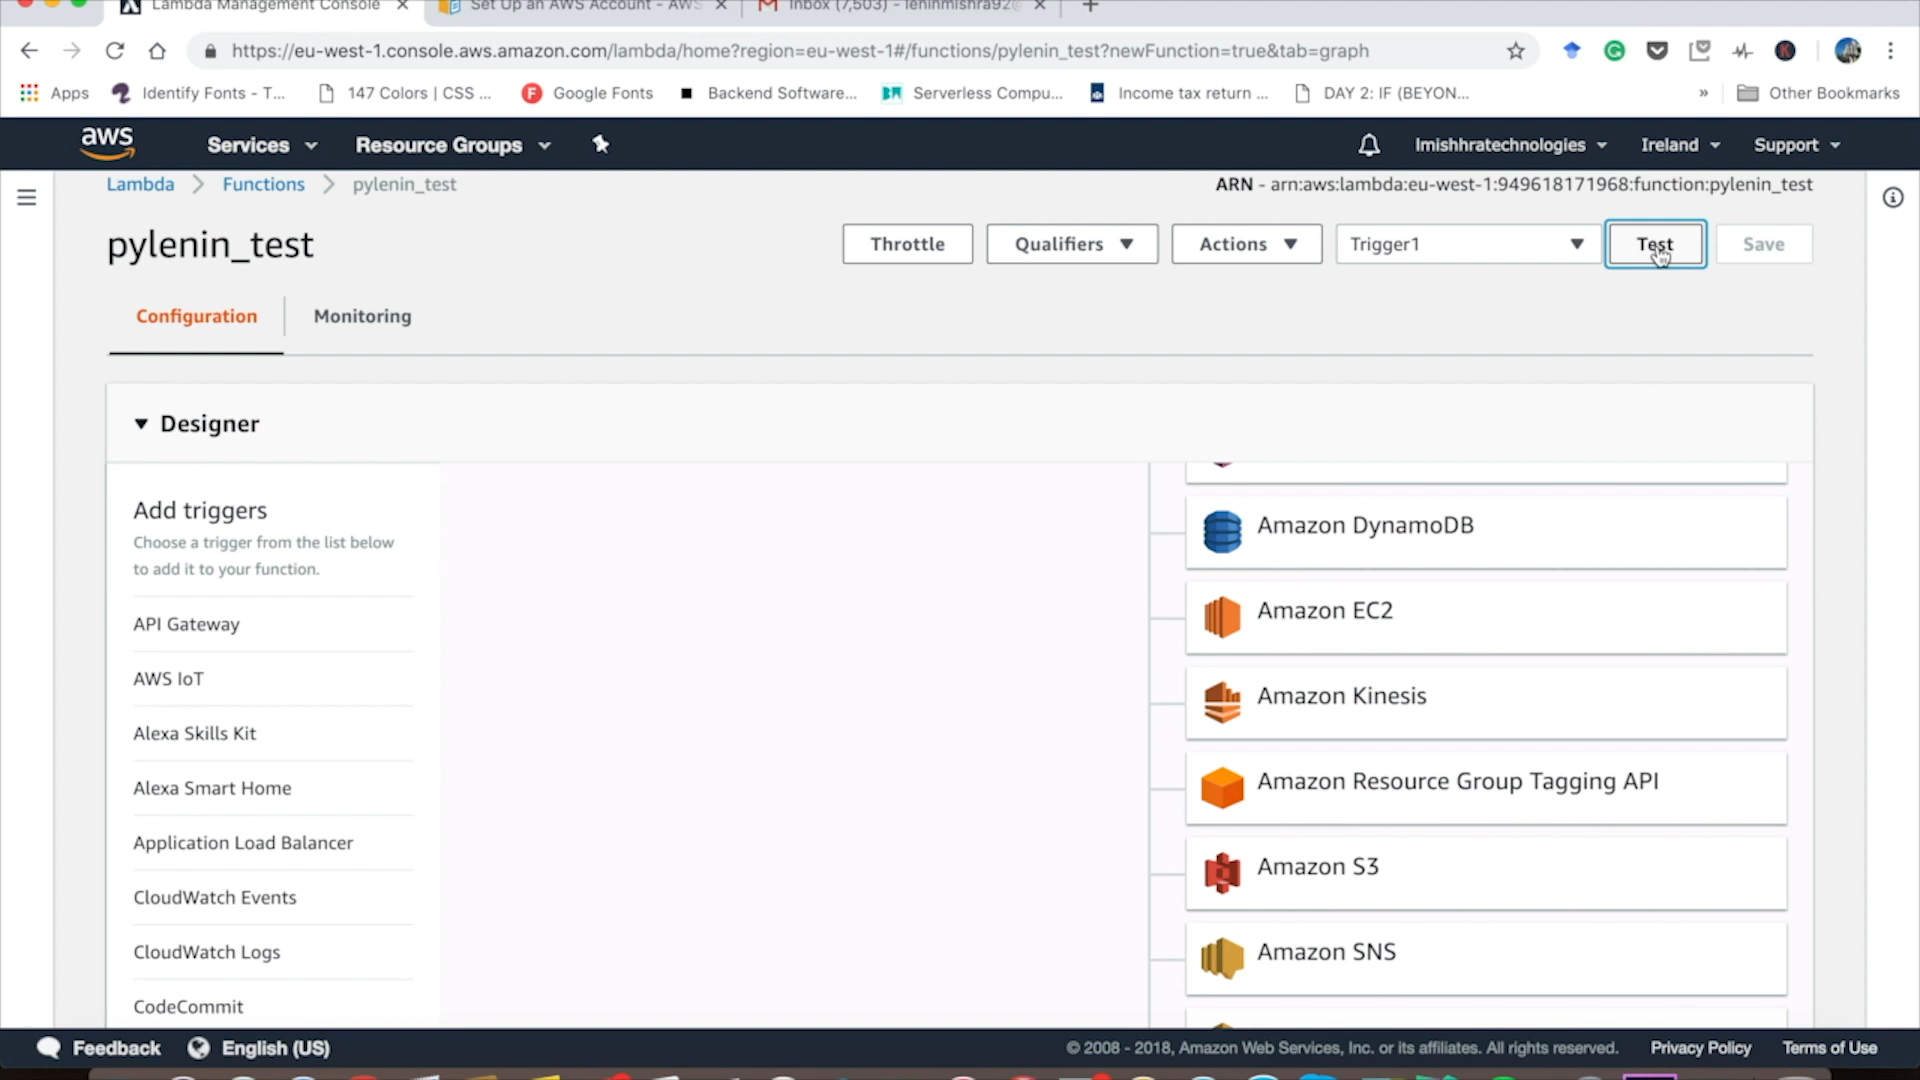 Lambda Management Console
Set Up an AWS Account - AWS
Inbox (7,503) - leninmishra92@
https://eu-west-1.console.aws.amazon.com/lambda/home?region=eu-west-1#/functions/pylenin_test?newFunction=true&tab=graph
Apps
Identify Fonts - T...
147 Colors | CSS ...
Google Fonts
Backend Software...
Serverless Compu...
Income tax return ...
DAY 2: IF (BEYON...
»
Other Bookmarks
aws
Services
Resource Groups
Imishhratechnologies
Ireland
Support
Lambda > Functions > pylenin_test
ARN - arn:aws:lambda:eu-west-1:949618171968:function:pylenin_test
pylenin_test
Throttle
Qualifiers
Actions
Trigger1
Test
Save
Configuration
Monitoring
Designer
Add triggers
Choose a trigger from the list below
to add it to your function.
API Gateway
AWS IoT
Alexa Skills Kit
Alexa Smart Home
Application Load Balancer
CloudWatch Events
CloudWatch Logs
CodeCommit
Amazon DynamoDB
Amazon EC2
Amazon Kinesis
Amazon Resource Group Tagging API
Amazon S3
Amazon SNS
Feedback
English (US)
© 2008 - 2018, Amazon Web Services, Inc. or its affiliates. All rights reserved.
Privacy Policy
Terms of Use